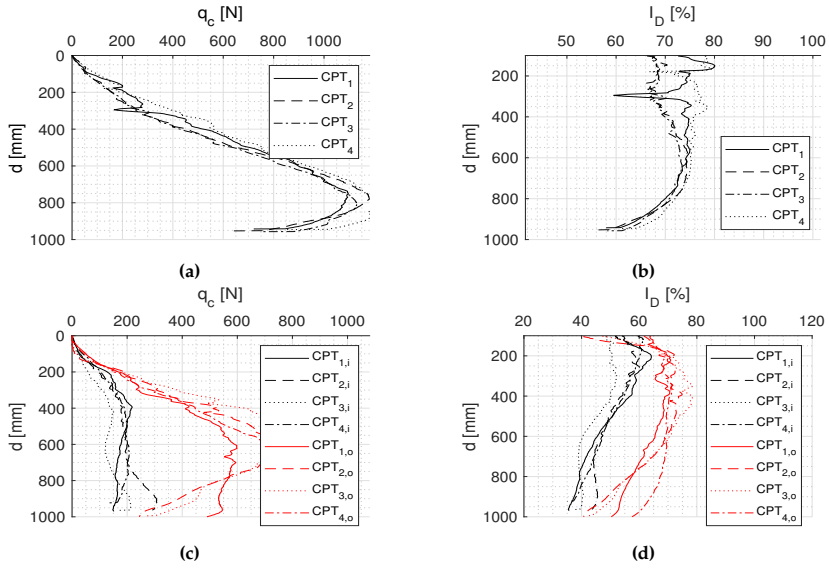 q_c [N]
0 200 400 600 800 1000
0
200
400
600
800
1000
d [mm]
CPT_1
CPT_2
CPT_3
CPT_4
(a)
I_D [%]
50 60 70 80 90 100
200
400
600
800
1000
d [mm]
CPT_1
CPT_2
CPT_3
CPT_4
(b)
q_c [N]
0 200 400 600 800 1000
0
200
400
600
800
1000
d [mm]
CPT_1,i
CPT_2,i
CPT_3,i
CPT_4,i
CPT_1,o
CPT_2,o
CPT_3,o
CPT_4,o
(c)
I_D [%]
20 40 60 80 100 120
200
400
600
800
1000
d [mm]
CPT_1,i
CPT_2,i
CPT_3,i
CPT_4,i
CPT_1,o
CPT_2,o
CPT_3,o
CPT_4,o
(d)